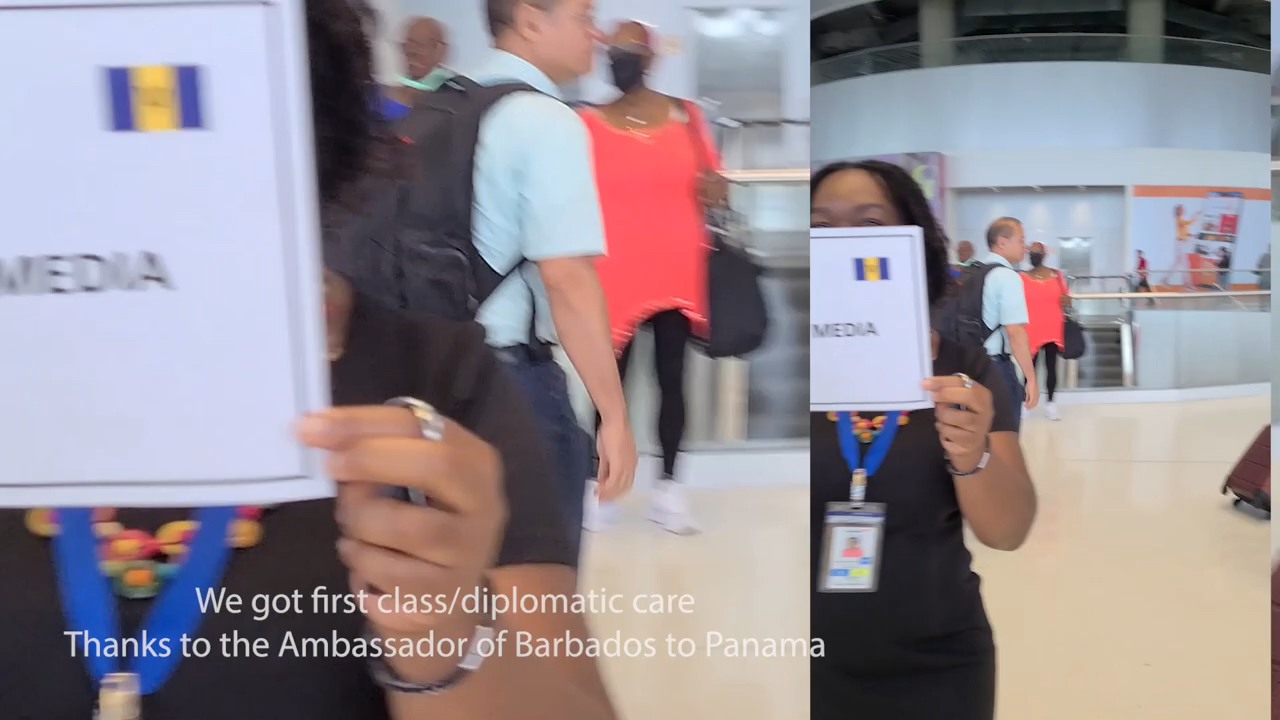 MEDIA
MEDIA
We got first class/diplomatic care
Thanks to the Ambassador of Barbados to Panama